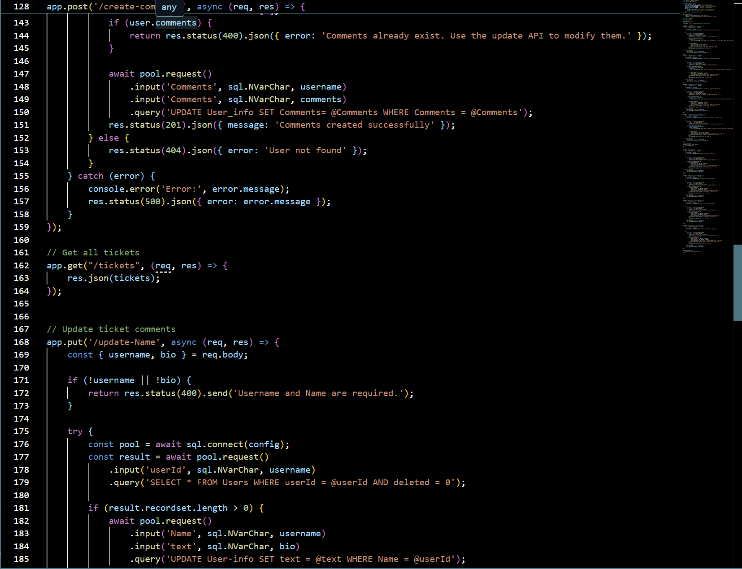 128 app.post('/create-com any ', async (req, res) => {
143 if (user.comments) {
144 return res.status(400).json({ error: 'Comments already exist. Use the update API to modify them.' });
145 }
146
147 await pool.request()
148 .input('Comments', sql.NVarChar, username)
149 .input('Comments', sql.NVarChar, comments)
150 .query('UPDATE User_info SET Comments= @Comments WHERE Comments = @Comments');
151 res.status(201).json({ message: 'Comments created successfully' });
152 } else {
153 res.status(404).json({ error: 'User not found' });
154 }
155 } catch (error) {
156 console.error('Error:', error.message);
157 res.status(500).json({ error: error.message });
158 }
159 });
160
161 // Get all tickets
162 app.get("/tickets", (req, res) => {
163 res.json(tickets);
164 });
165
166
167 // Update ticket comments
168 app.put('/update-Name', async (req, res) => {
169 const { username, bio } = req.body;
170
171 if (!username || !bio) {
172 return res.status(400).send('Username and Name are required.');
173 }
174
175 try {
176 const pool = await sql.connect(config);
177 const result = await pool.request()
178 .input('userId', sql.NVarChar, username)
179 .query('SELECT * FROM Users WHERE userId = @userId AND deleted = 0');
180
181 if (result.recordset.length > 0) {
182 await pool.request()
183 .input('Name', sql.NVarChar, username)
184 .input('text', sql.NVarChar, bio)
185 .query('UPDATE User-info SET text = @text WHERE Name = @userId');